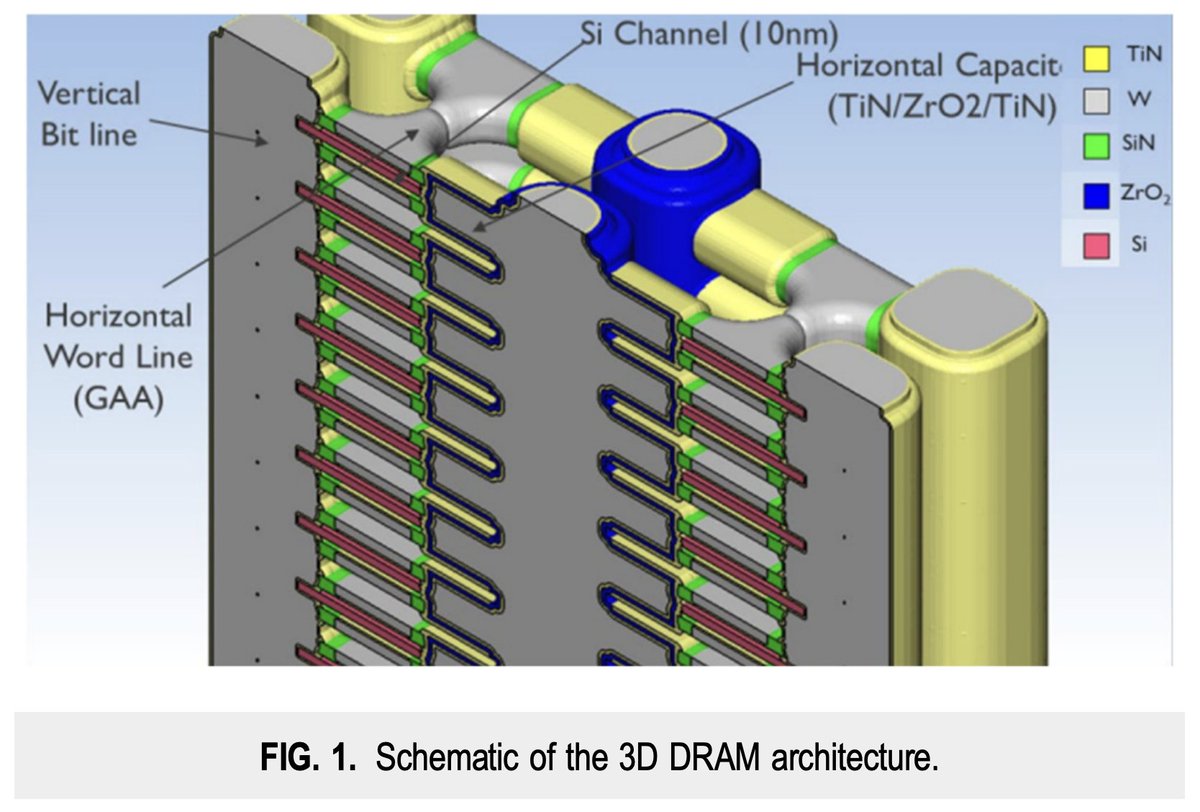 Si Channel (10nm)
Horizontal Capacit
(TiN/ZrO2/TiN)
Vertical
Bit line
Horizontal
Word Line
(GAA)
TiN
W
SiN
ZrO₂
Si
FIG. 1. Schematic of the 3D DRAM architecture.